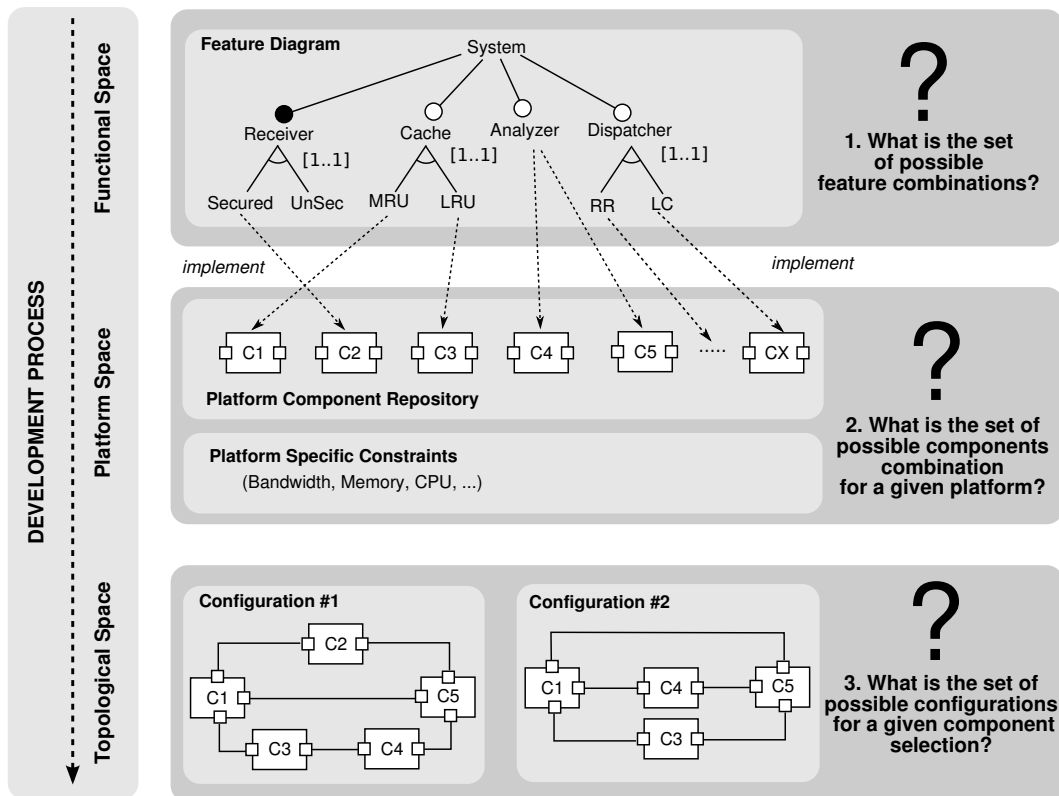 DEVELOPMENT PROCESS
Functional Space
Platform Space
Topological Space
Feature Diagram
System
Receiver
Cache
Analyzer
Dispatcher
[1..1]
[1..1]
[1..1]
Secured
UnSec
MRU
LRU
RR
LC
?
1. What is the set
of possible
feature combinations?
implement
implement
C1
C2
C3
C4
C5
.....
CX
Platform Component Repository
Platform Specific Constraints
(Bandwidth, Memory, CPU, ...)
?
2. What is the set of
possible components
combination
for a given platform?
Configuration #1
C2
C1
C5
C3
C4
Configuration #2
C1
C4
C5
C3
?
3. What is the set of
possible configurations
for a given component
selection?